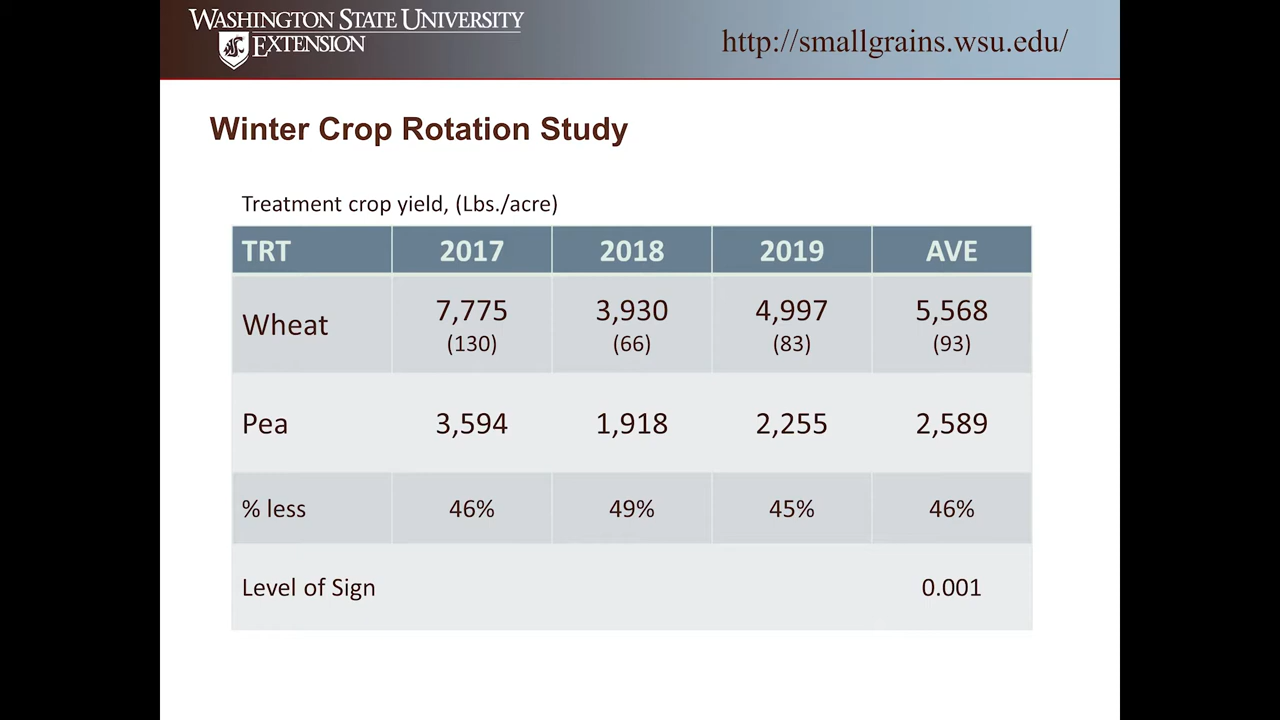 WASHINGTON STATE UNIVERSITY
EXTENSION
http://smallgrains.wsu.edu/
Winter Crop Rotation Study
Treatment crop yield, (Lbs./acre)
TRT 2017 2018 2019 AVE
Wheat 7,775 3,930 4,997 5,568
(130) (66) (83) (93)
Pea 3,594 1,918 2,255 2,589
% less 46% 49% 45% 46%
Level of Sign 0.001